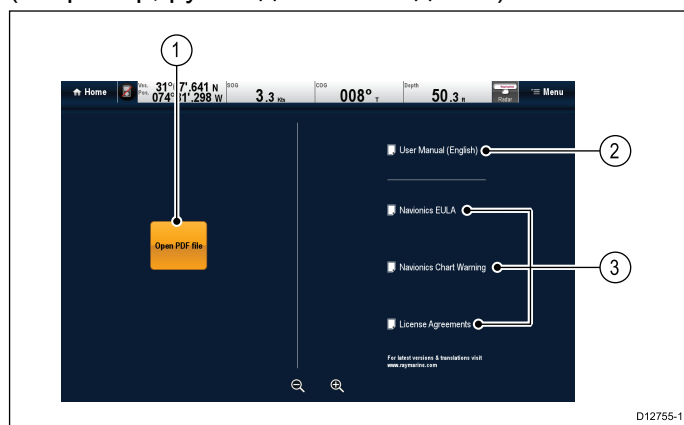 1
Home
Ves. Pos.
31° 7'.641 N
074° 1'.298 W
SOG
3.3 Kts
COG
008° T
Depth
50.3 ft
Radar
Menu
User Manual (English)
2
Navionics EULA
Open PDF file
Navionics Chart Warning
3
License Agreements
For latest versions & translations visit
www.raymarine.com
D12755-1